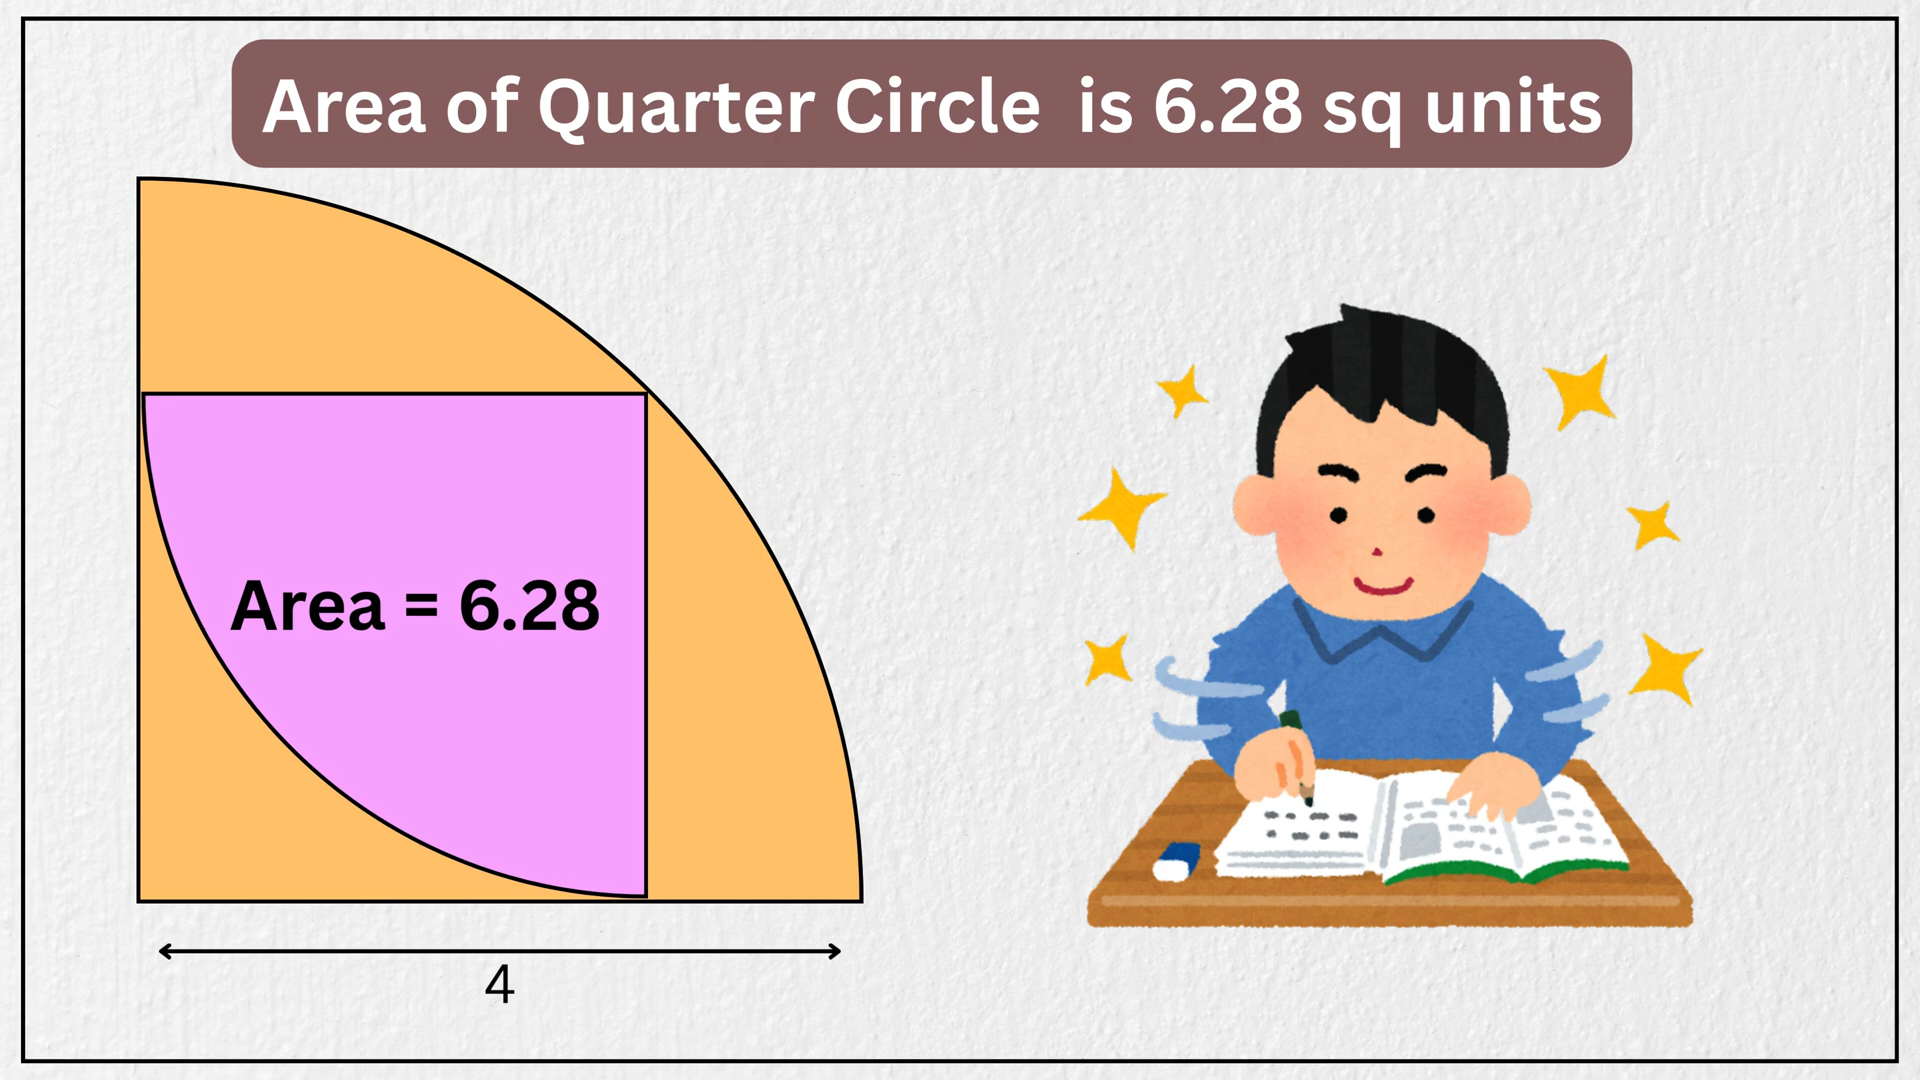 Area of Quarter Circle  is 6.28 sq units
Area = 6.28
4